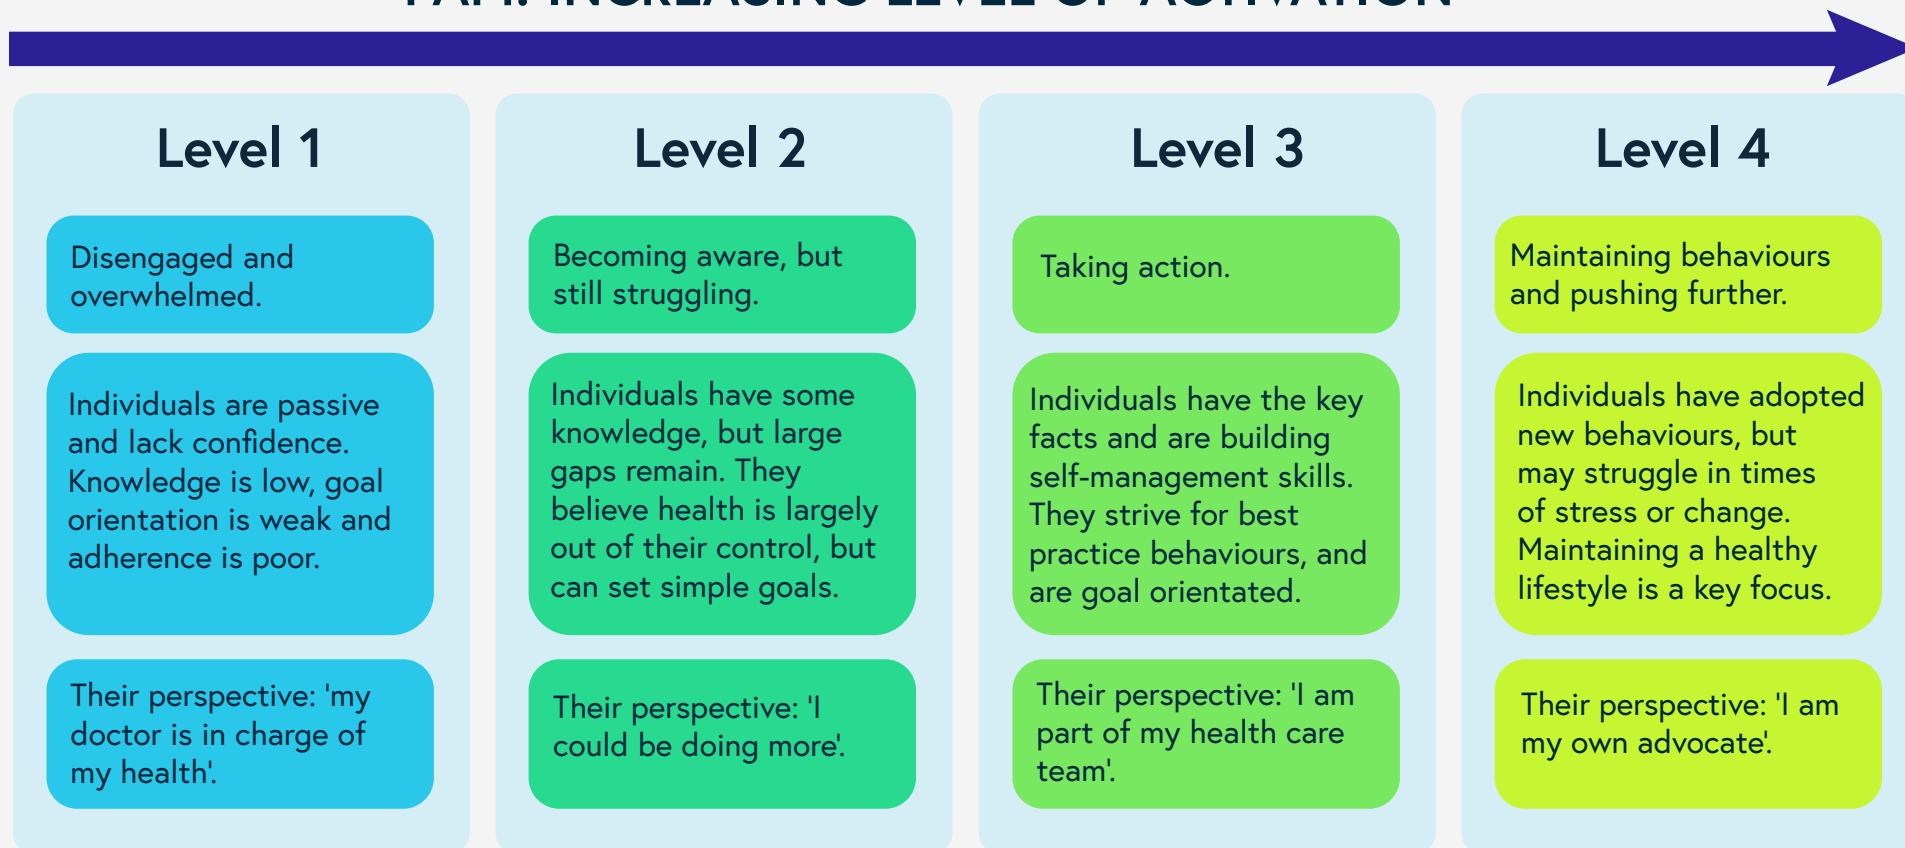 PAM: INCREASING LEVEL OF ACTIVATION
Level 1
Disengaged and
overwhelmed.
Individuals are passive
and lack confidence.
Knowledge is low, goal
orientation is weak and
adherence is poor.
Their perspective: 'my
doctor is in charge of
my health'.
Level 2
Becoming aware, but
still struggling.
Individuals have some
knowledge, but large
gaps remain. They
believe health is largely
out of their control, but
can set simple goals.
Their perspective: 'I
could be doing more'.
Level 3
Taking action.
Individuals have the key
facts and are building
self-management skills.
They strive for best
practice behaviours, and
are goal orientated.
Their perspective: 'I am
part of my health care
team'.
Level 4
Maintaining behaviours
and pushing further.
Individuals have adopted
new behaviours, but
may struggle in times
of stress or change.
Maintaining a healthy
lifestyle is a key focus.
Their perspective: 'I am
my own advocate'.